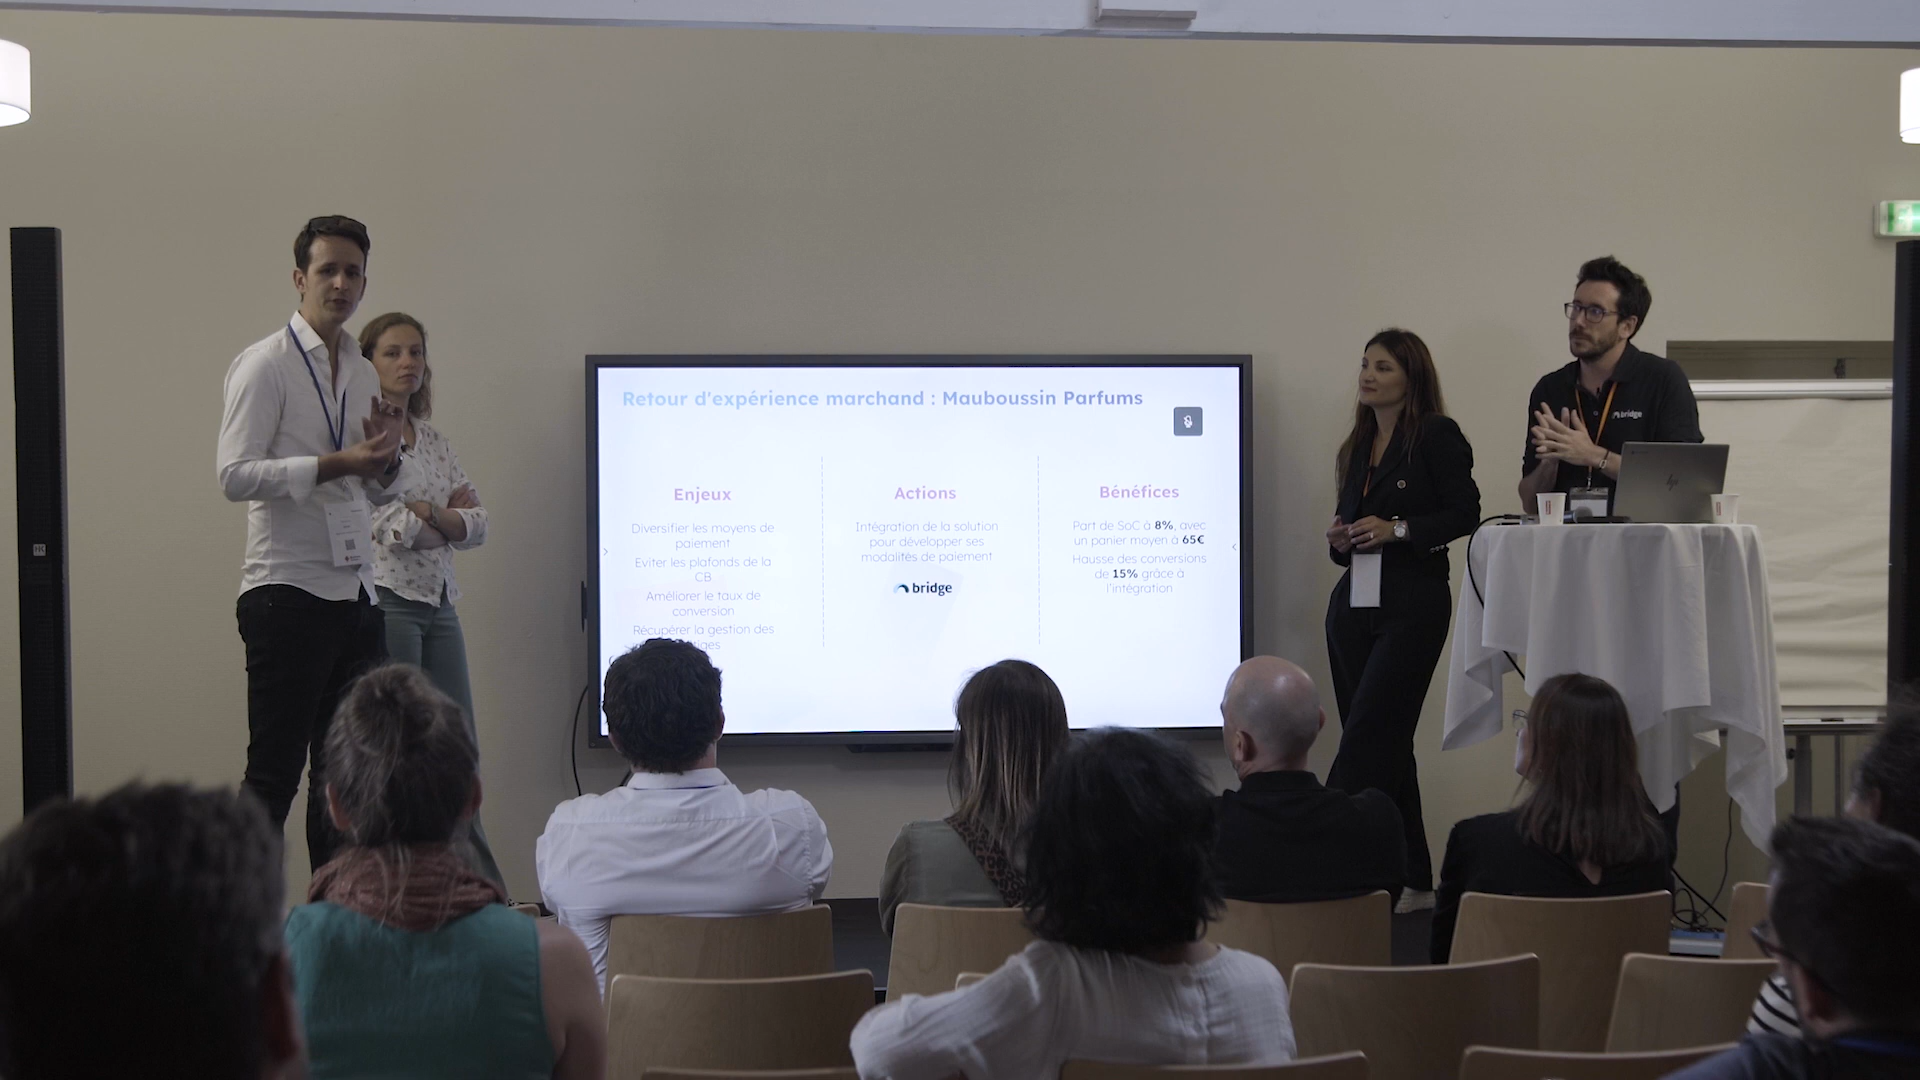 Retour d'expérience marchand : Mauboussin Parfums
Enjeux
Diversifier les moyens de
paiement
Eviter les plafonds de la
CB
Améliorer le taux de
conversion
Récupérer la gestion des
Actions
Intégration de la solution
pour développer ses
modalités de paiement
bridge
Bénéfices
Part de SoC à 8%, avec
un panier moyen à 65€
Hausse des conversions
de 15% grâce à
l'intégration
bridge
hp